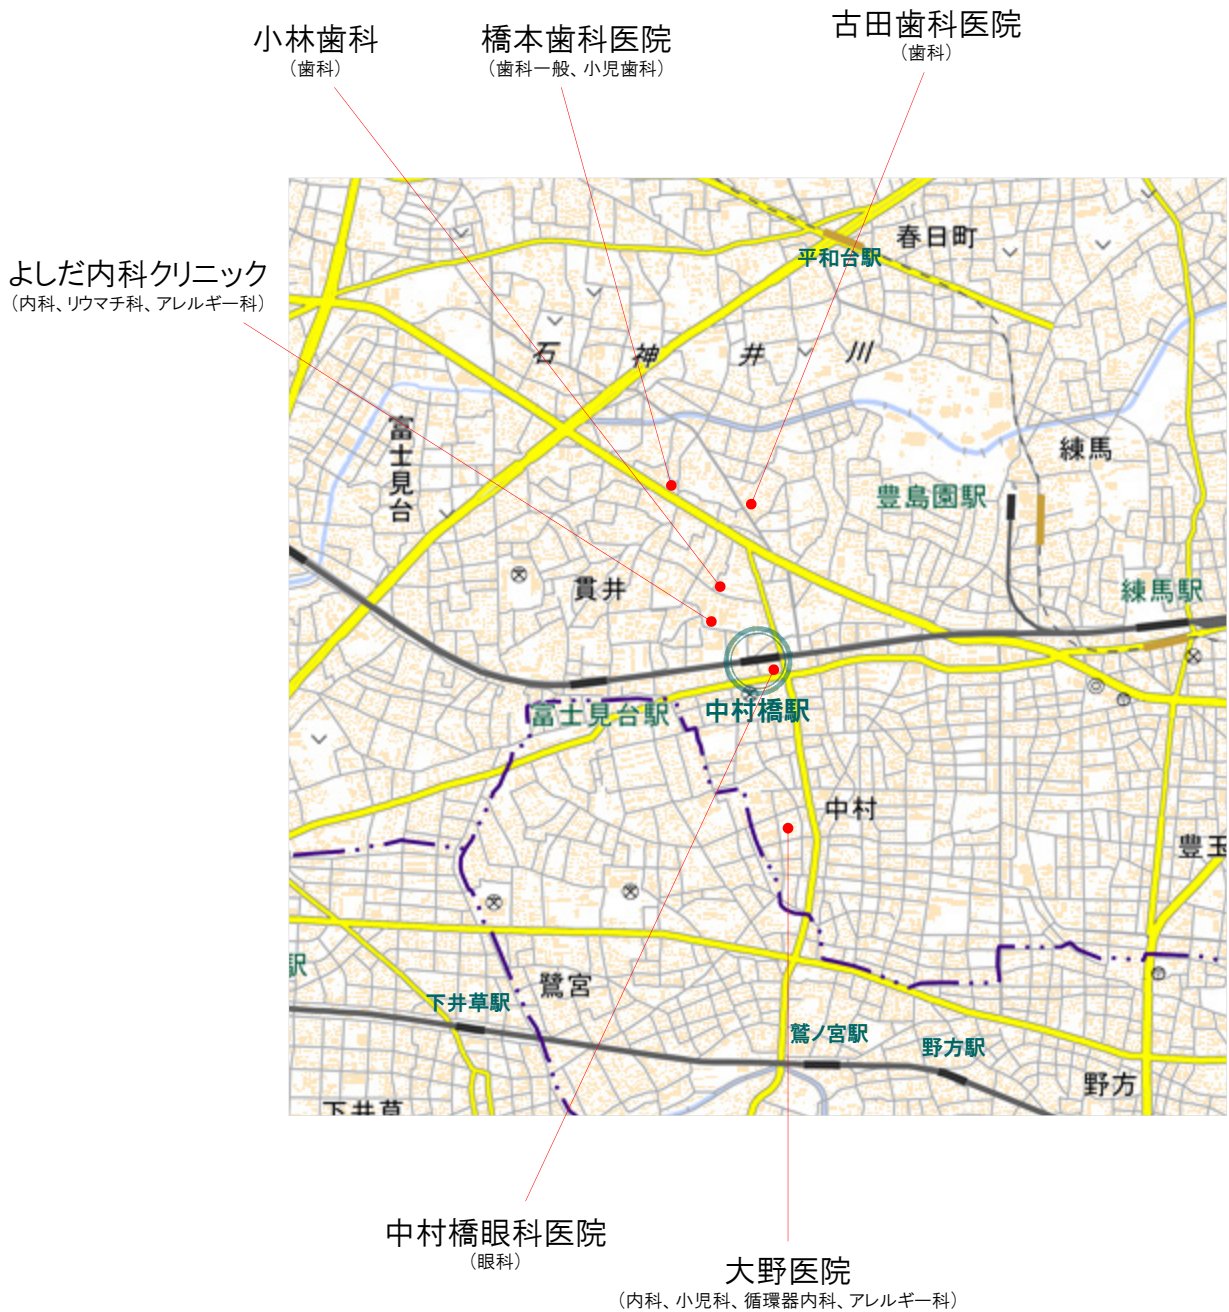 小林歯科
（歯科）
橋本歯科医院
（歯科一般、小児歯科）
古田歯科医院
（歯科）
よしだ内科クリニック
（内科、リウマチ科、アレルギー科）
春日町
平和台駅
石神井川
富士見台
練馬
豊島園駅
貫井
練馬駅
富士見台駅
中村橋駅
中村
豊玉
駅
鷺宮
下井草駅
鷺ノ宮駅
野方駅
野方
下井草
中村橋眼科医院
（眼科）
大野医院
（内科、小児科、循環器内科、アレルギー科）